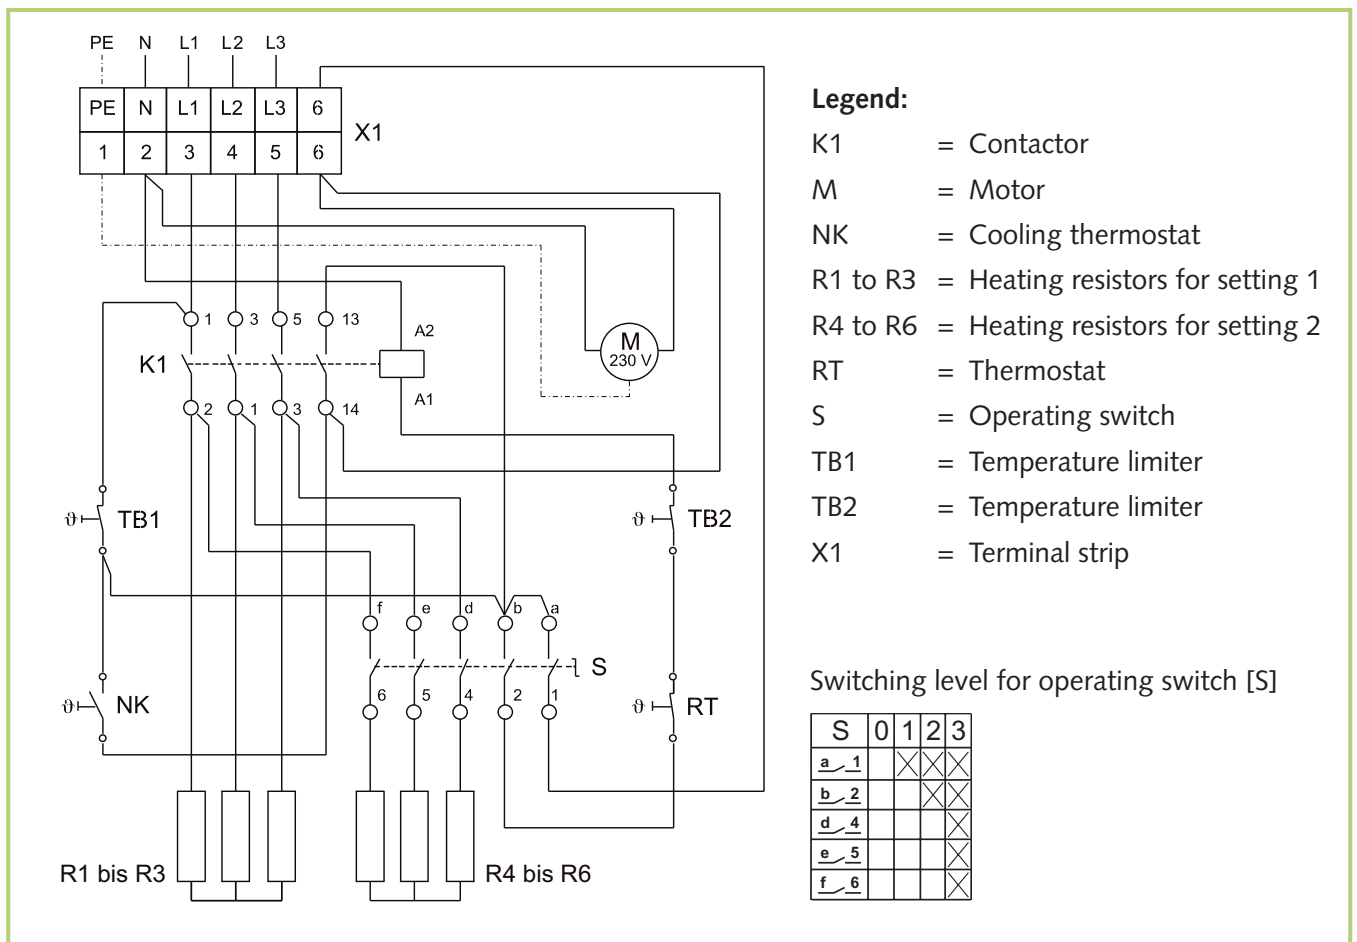 PE N L1 L2 L3
PE N L1 L2 L3 6
X1
1 2 3 4 5 6
1 3 5 13
A2
M
230 V
K1
A1
2 1 3 14
ϑ TB1
ϑ TB2
f e d b a
S
6 5 4 2 1
ϑ NK
ϑ RT
R1 bis R3
R4 bis R6
Legend:
K1 = Contactor
M = Motor
NK = Cooling thermostat
R1 to R3 = Heating resistors for setting 1
R4 to R6 = Heating resistors for setting 2
RT = Thermostat
S = Operating switch
TB1 = Temperature limiter
TB2 = Temperature limiter
X1 = Terminal strip
Switching level for operating switch [S]
S 0 1 2 3
a 1
b 2
d 4
e 5
f 6